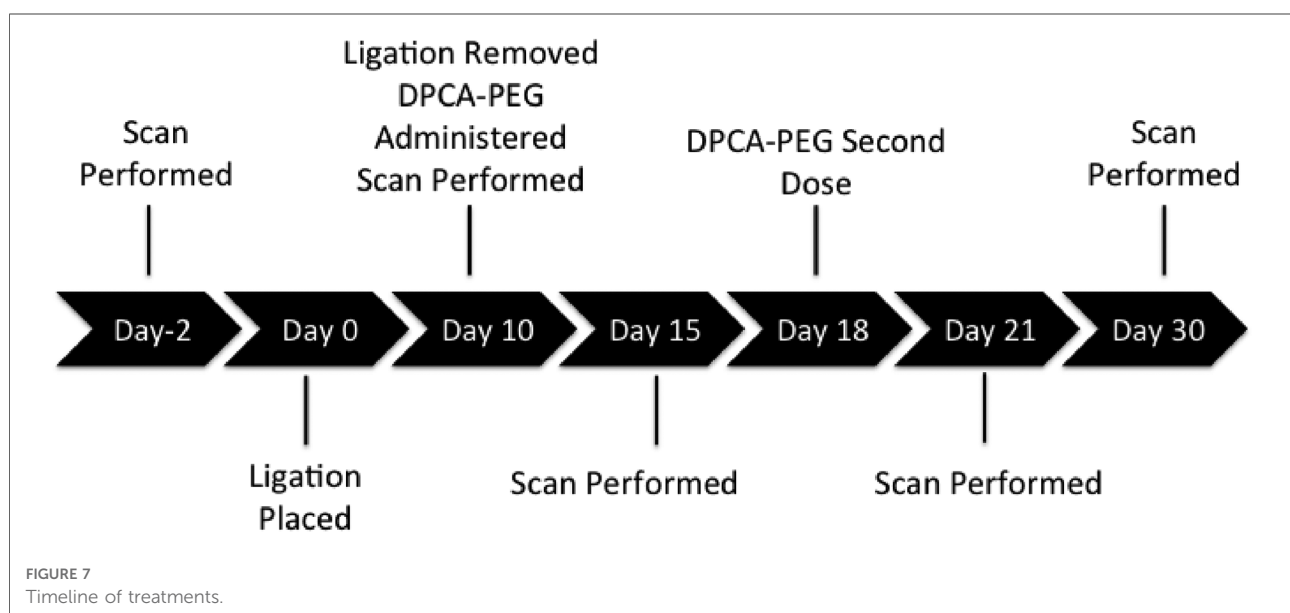 Ligation Removed
DPCA-PEG
Administered
Scan Performed
Scan
Performed
DPCA-PEG Second
Dose
Scan
Performed
Day-2
Day 0
Day 10
Day 15
Day 18
Day 21
Day 30
Ligation
Placed
Scan Performed
Scan Performed
FIGURE 7
Timeline of treatments.